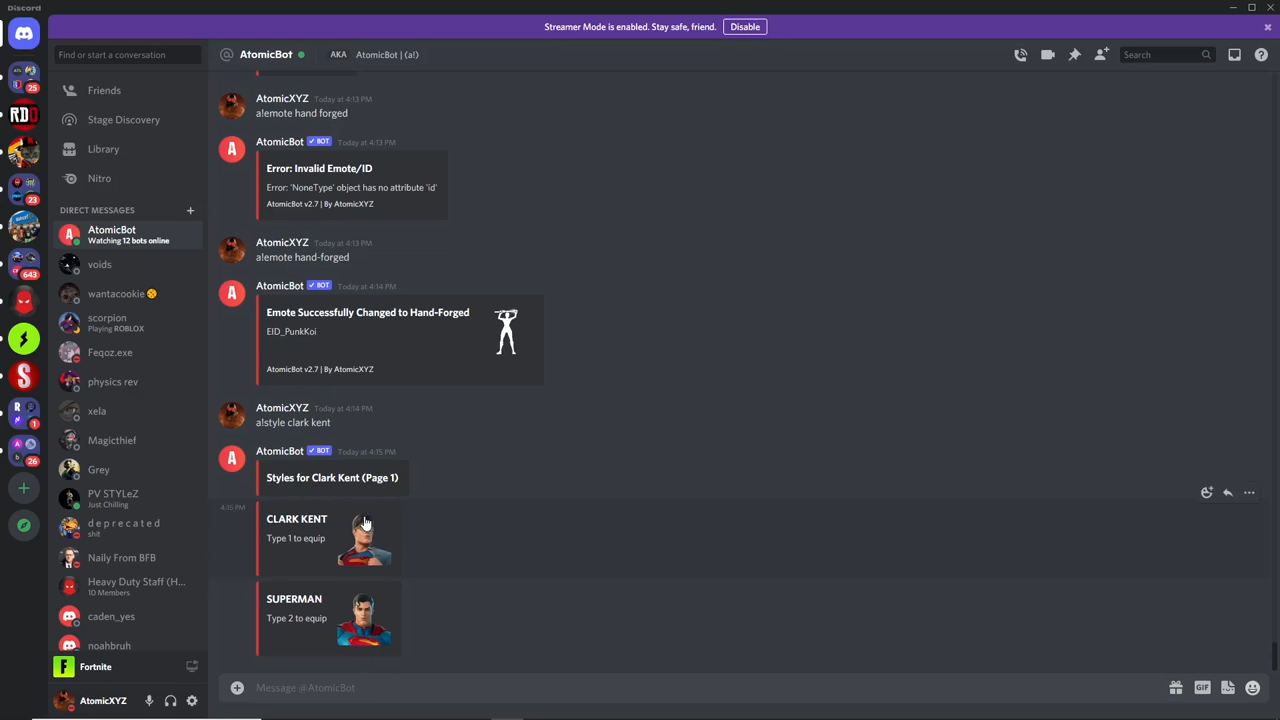 Discord
Streamer Mode is enabled. Stay safe, friend. Disable
Find or start a conversation
AtomicBot AKA AtomicBot | (a!)
Search
25
23
643
1
26
Friends
Stage Discovery
Library
Nitro
DIRECT MESSAGES
AtomicBot
Watching 12 bots online
voids
wantacookie
scorpion
Playing ROBLOX
Feqoz.exe
physics rev
xela
Magicthief
Grey
PV STYLeZ
Just Chilling
d e p r e c a t e d
shit
Naily From BFB
Heavy Duty Staff (H...
10 Members
caden_yes
noahbruh
Fortnite
AtomicXYZ
AtomicXYZ Today at 4:13 PM
a!emote hand forged
AtomicBot BOT Today at 4:13 PM
Error: Invalid Emote/ID
Error: 'NoneType' object has no attribute 'id'
AtomicBot v2.7 | By AtomicXYZ
AtomicXYZ Today at 4:13 PM
a!emote hand-forged
AtomicBot BOT Today at 4:14 PM
Emote Successfully Changed to Hand-Forged
EID_PunkKoi
AtomicBot v2.7 | By AtomicXYZ
AtomicXYZ Today at 4:14 PM
a!style clark kent
AtomicBot BOT Today at 4:15 PM
Styles for Clark Kent (Page 1)
4:15 PM
CLARK KENT
Type 1 to equip
SUPERMAN
Type 2 to equip
Message @AtomicBot
GIF